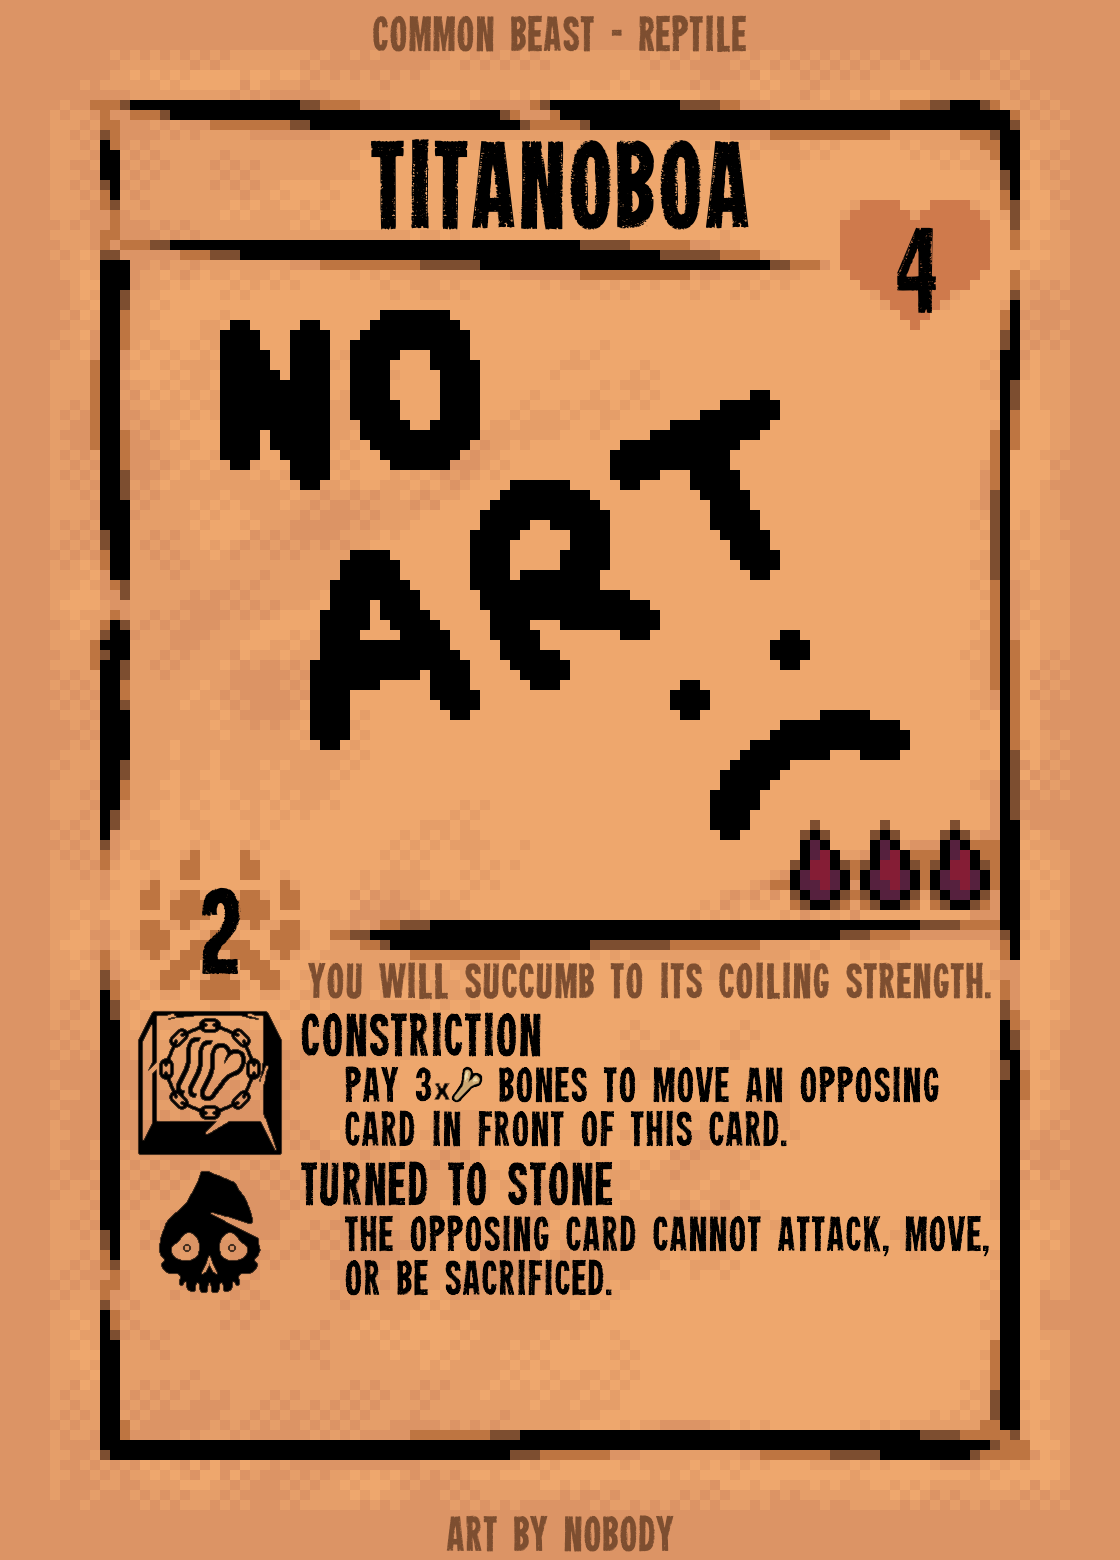 COMMON BEAST - REPTILE
TITANOBOA
4
NO
ART
:(
2
YOU WILL SUCCUMB TO ITS COILING STRENGTH.
CONSTRICTION
PAY 3x🦴 BONES TO MOVE AN OPPOSING
CARD IN FRONT OF THIS CARD.
TURNED TO STONE
THE OPPOSING CARD CANNOT ATTACK, MOVE,
OR BE SACRIFICED.
ART BY NOBODY